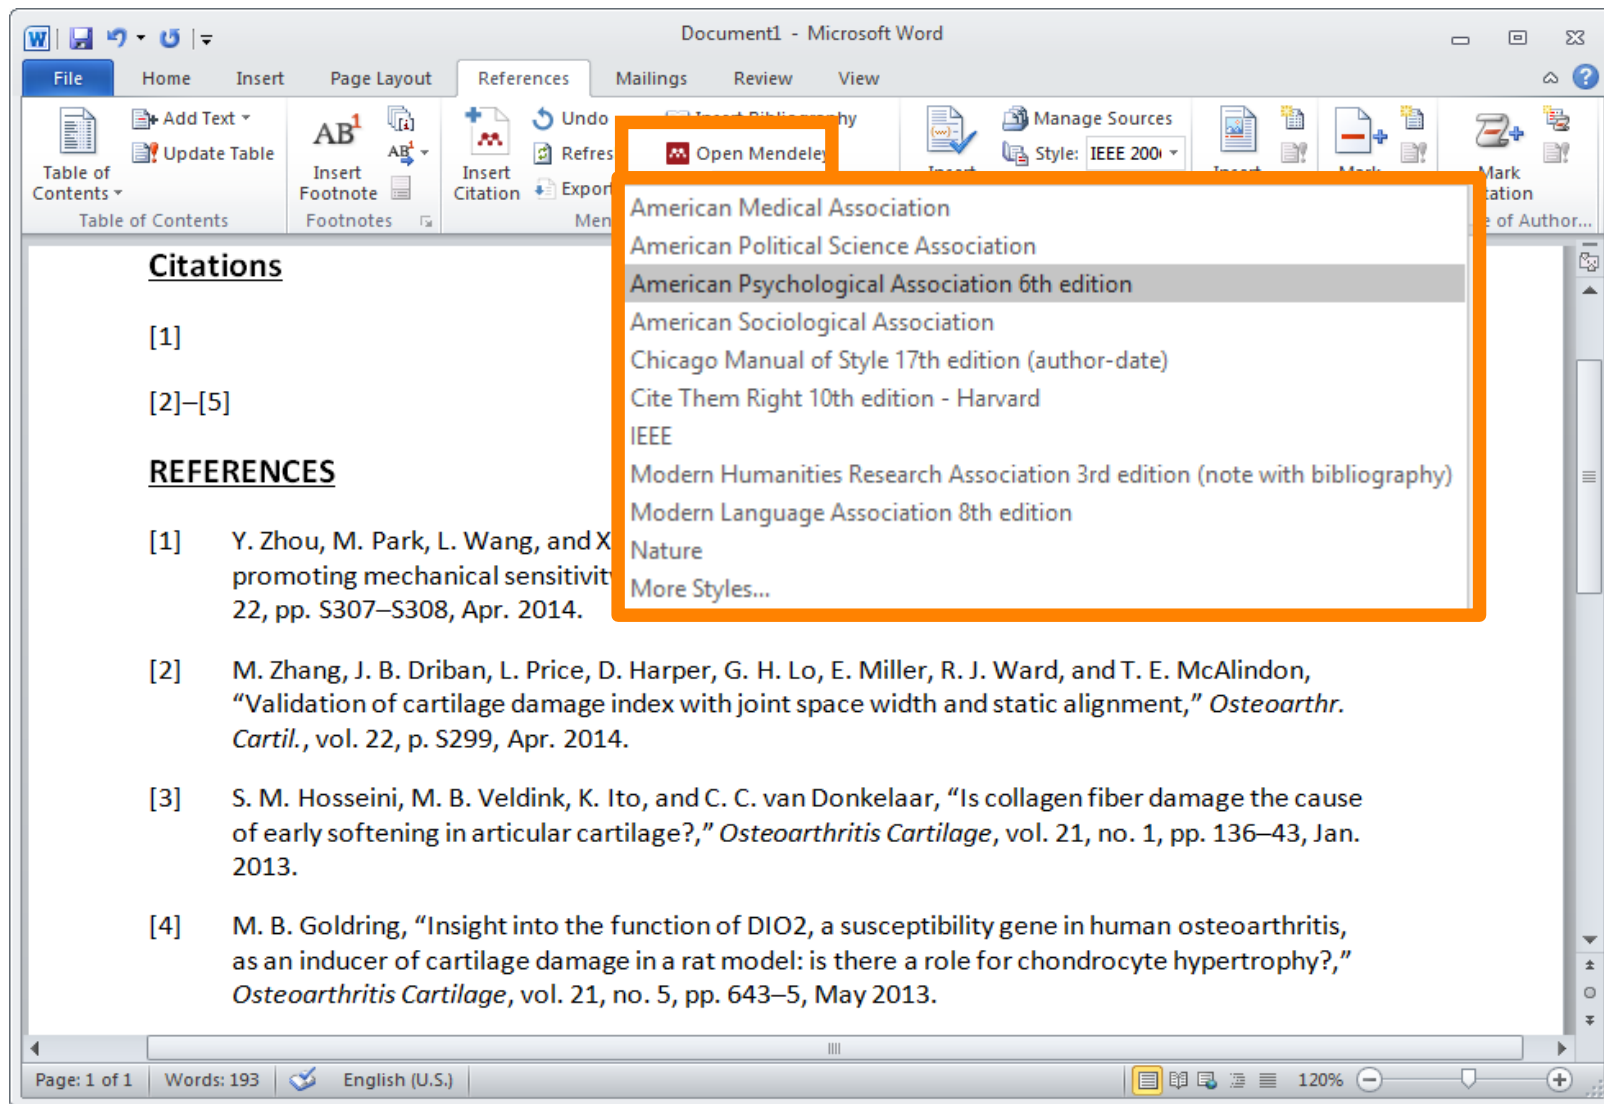 Document1 - Microsoft Word
File Home Insert Page Layout References Mailings Review View
Table of Contents
Add Text
Update Table
Table of Contents
AB1
Insert Footnote
AB1
Footnotes
Insert Citation
Undo
Insert Bibliography
Open Mendeley
Export
Manage Sources
Style: IEEE 200
Mark
American Medical Association
American Political Science Association
American Psychological Association 6th edition
American Sociological Association
Chicago Manual of Style 17th edition (author-date)
Cite Them Right 10th edition - Harvard
IEEE
Modern Humanities Research Association 3rd edition (note with bibliography)
Modern Language Association 8th edition
Nature
More Styles...
Citations
[1]
[2]–[5]
REFERENCES
[1] Y. Zhou, M. Park, L. Wang, and X
promoting mechanical sensitivity
22, pp. S307–S308, Apr. 2014.
[2] M. Zhang, J. B. Driban, L. Price, D. Harper, G. H. Lo, E. Miller, R. J. Ward, and T. E. McAlindon,
“Validation of cartilage damage index with joint space width and static alignment,” Osteoarthr.
Cartil., vol. 22, p. S299, Apr. 2014.
[3] S. M. Hosseini, M. B. Veldink, K. Ito, and C. C. van Donkelaar, “Is collagen fiber damage the cause
of early softening in articular cartilage?,” Osteoarthritis Cartilage, vol. 21, no. 1, pp. 136–43, Jan.
2013.
[4] M. B. Goldring, “Insight into the function of DIO2, a susceptibility gene in human osteoarthritis,
as an inducer of cartilage damage in a rat model: is there a role for chondrocyte hypertrophy?,”
Osteoarthritis Cartilage, vol. 21, no. 5, pp. 643–5, May 2013.
Page: 1 of 1 Words: 193 English (U.S.) 120%